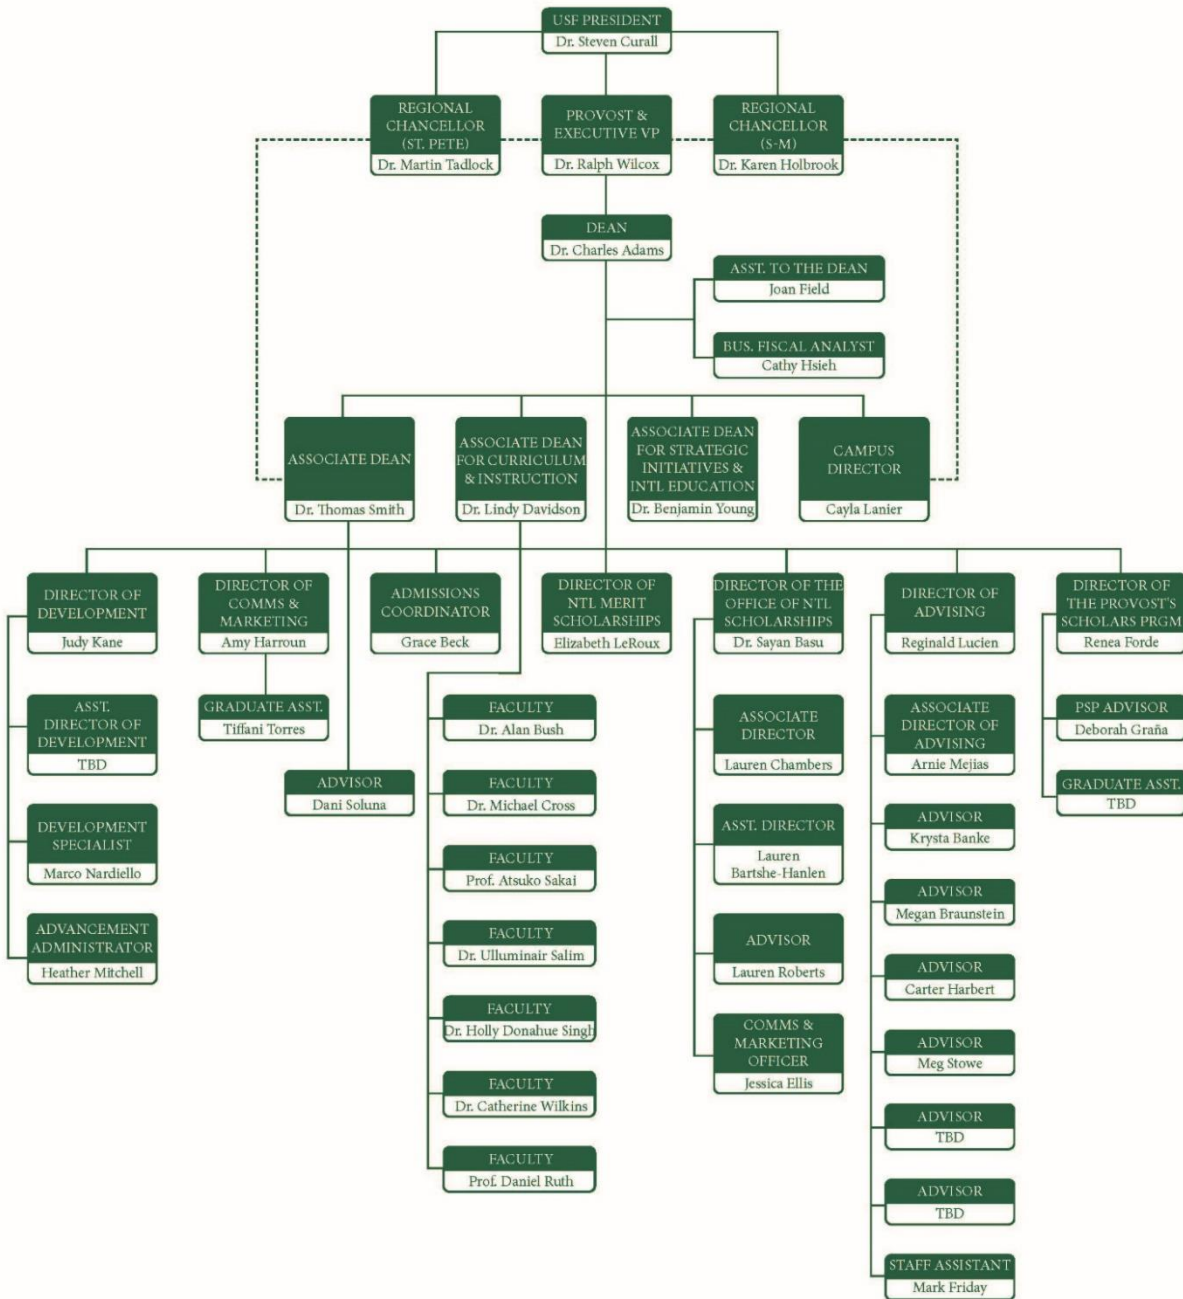 USF PRESIDENT
Dr. Steven Curall
REGIONAL
CHANCELLOR
(ST. PETE)
Dr. Martin Tadlock
PROVOST &
EXECUTIVE VP
Dr. Ralph Wilcox
REGIONAL
CHANCELLOR
(S-M)
Dr. Karen Holbrook
DEAN
Dr. Charles Adams
ASST. TO THE DEAN
Joan Field
BUS. FISCAL ANALYST
Cathy Hsieh
ASSOCIATE DEAN
Dr. Thomas Smith
ASSOCIATE DEAN
FOR CURRICULUM
& INSTRUCTION
Dr. Lindy Davidson
ASSOCIATE DEAN
FOR STRATEGIC
INITIATIVES &
INTL EDUCATION
Dr. Benjamin Young
CAMPUS
DIRECTOR
Cayla Lanier
DIRECTOR OF
DEVELOPMENT
Judy Kane
DIRECTOR OF
COMMS &
MARKETING
Amy Harroun
ADMISSIONS
COORDINATOR
Grace Beck
DIRECTOR OF
NTL MERIT
SCHOLARSHIPS
Elizabeth LeRoux
DIRECTOR OF THE
OFFICE OF NTL
SCHOLARSHIPS
Dr. Sayan Basu
DIRECTOR OF
ADVISING
Reginald Lucien
DIRECTOR OF
THE PROVOST'S
SCHOLARS PRGM
Renea Forde
ASST.
DIRECTOR OF
DEVELOPMENT
TBD
DEVELOPMENT
SPECIALIST
Marco Nardiello
ADVANCEMENT
ADMINISTRATOR
Heather Mitchell
GRADUATE ASST.
Tiffani Torres
ADVISOR
Dani Soluna
FACULTY
Dr. Alan Bush
FACULTY
Dr. Michael Cross
FACULTY
Prof. Atsuko Sakai
FACULTY
Dr. Ulluminair Salim
FACULTY
Dr. Holly Donahue Singh
FACULTY
Dr. Catherine Wilkins
FACULTY
Prof. Daniel Ruth
ASSOCIATE
DIRECTOR
Lauren Chambers
ASST. DIRECTOR
Lauren
Bartshe-Hanlen
ADVISOR
Lauren Roberts
COMMS &
MARKETING
OFFICER
Jessica Ellis
ASSOCIATE
DIRECTOR OF
ADVISING
Arnie Mejias
ADVISOR
Krysta Banke
ADVISOR
Megan Braunstein
ADVISOR
Carter Harbert
ADVISOR
Meg Stowe
ADVISOR
TBD
ADVISOR
TBD
STAFF ASSISTANT
Mark Friday
PSP ADVISOR
Deborah Graña
GRADUATE ASST.
TBD